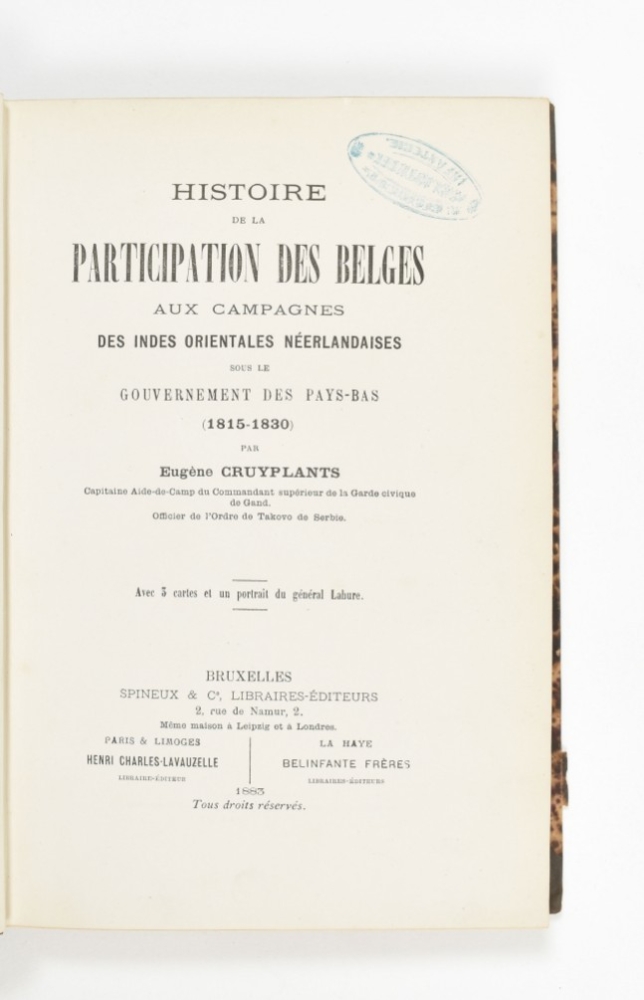 HISTOIRE
DE LA
PARTICIPATION DES BELGES
AUX CAMPAGNES
DES INDES ORIENTALES NÉERLANDAISES
SOUS LE
GOUVERNEMENT DES PAYS-BAS
(1815-1830)
PAR
Eugène CRUYPLANTS
Capitaine Aide-de-Camp du Commandant supérieur de la Garde civique
de Gand.
Officier de l'Ordre de Takovo de Serbie.
Avec 3 cartes et un portrait du général Lahure.
BRUXELLES
SPINEUX & Cⁱᵉ, LIBRAIRES-ÉDITEURS
2, rue de Namur, 2.
Même maison à Leipzig et à Londres.
PARIS & LIMOGES
HENRI CHARLES-LAVAUZELLE
LIBRAIRE-ÉDITEUR
LA HAYE
BELINFANTE FRÈRES
LIBRAIRES-ÉDITEURS
1883
Tous droits réservés.